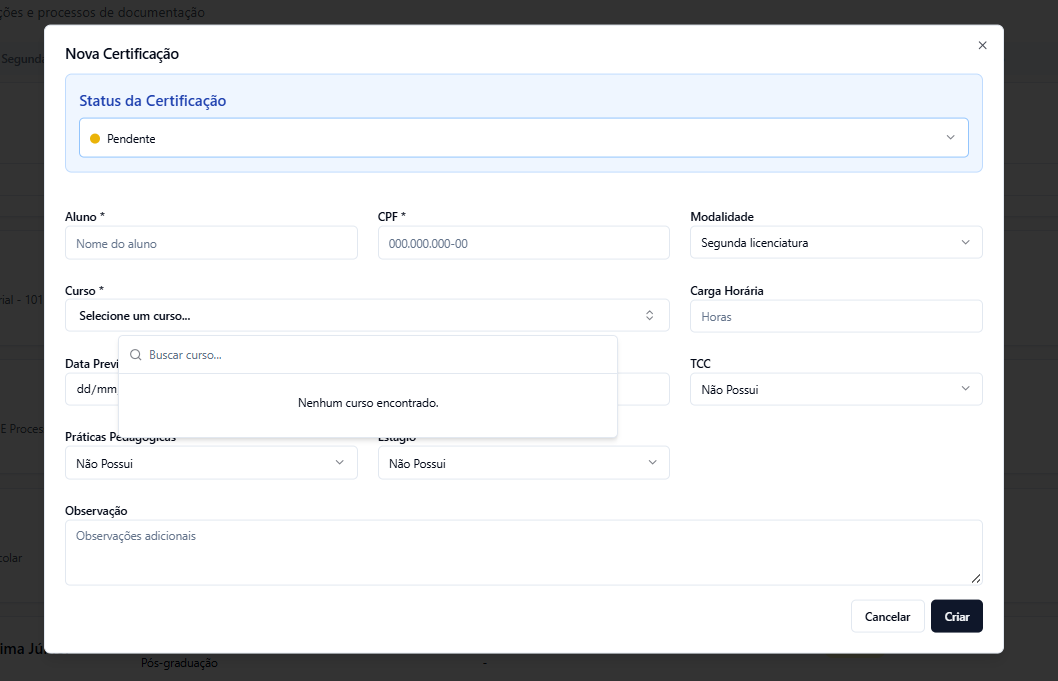 ções e processos de documentação
Nova Certificação
Segunda
Status da Certificação
Pendente
Aluno *
CPF *
Modalidade
Nome do aluno
000.000.000-00
Segunda licenciatura
Curso *
Carga Horária
rial - 101
Selecione um curso...
Horas
Buscar curso...
Data Previ
TCC
dd/mm
Não Possui
Nenhum curso encontrado.
E Proces
Práticas Pedagógicas
Estágio
Não Possui
Não Possui
Observação
Observações adicionais
colar
Cancelar
Criar
ima Jú
Pós-graduação
-